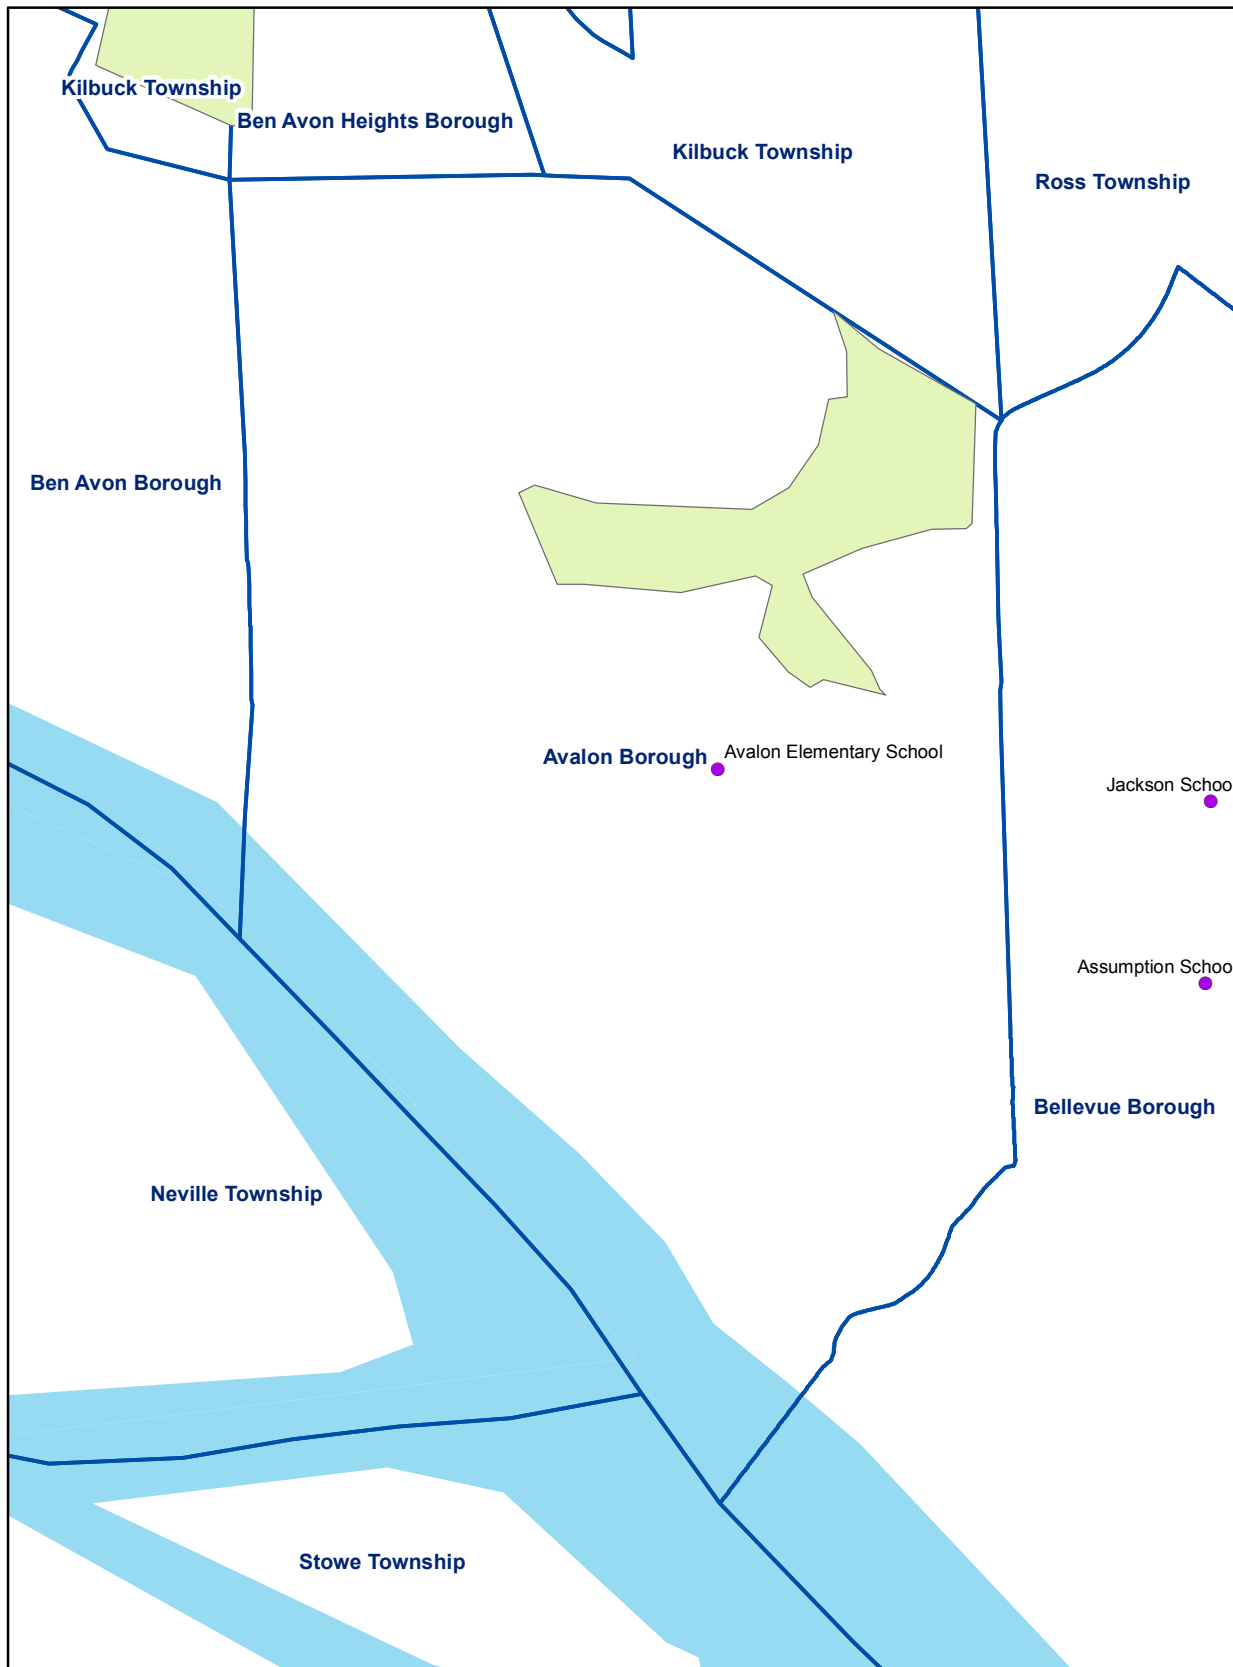 Kilbuck Township
Ben Avon Heights Borough
Kilbuck Township
Ross Township
Ben Avon Borough
Avalon Borough
Avalon Elementary School
Jackson Schoo
Assumption Schoo
Bellevue Borough
Neville Township
Stowe Township